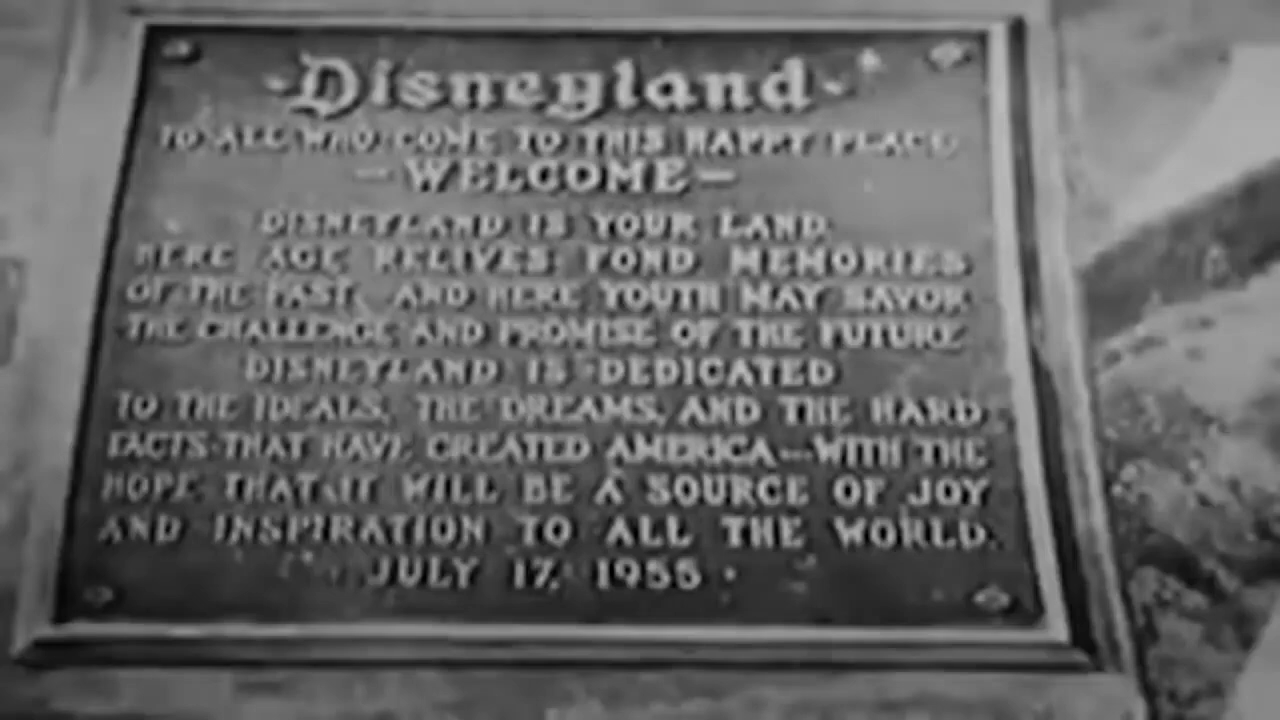 Disneyland
TO ALL WHO COME TO THIS HAPPY PLACE
-WELCOME-
DISNEYLAND IS YOUR LAND.
HERE AGE RELIVES FOND MEMORIES
OF THE PAST, AND HERE YOUTH MAY SAVOR
THE CHALLENGE AND PROMISE OF THE FUTURE.
DISNEYLAND IS DEDICATED
TO THE IDEALS, THE DREAMS, AND THE HARD
FACTS THAT HAVE CREATED AMERICA—WITH THE
HOPE THAT IT WILL BE A SOURCE OF JOY
AND INSPIRATION TO ALL THE WORLD.
JULY 17, 1955